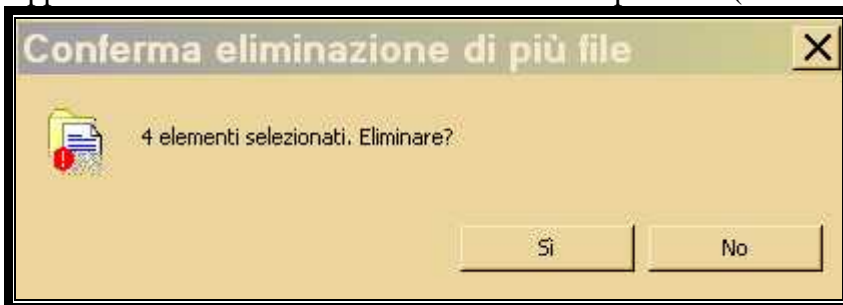 Conferma eliminazione di più file
4 elementi selezionati. Eliminare?
Sì
No